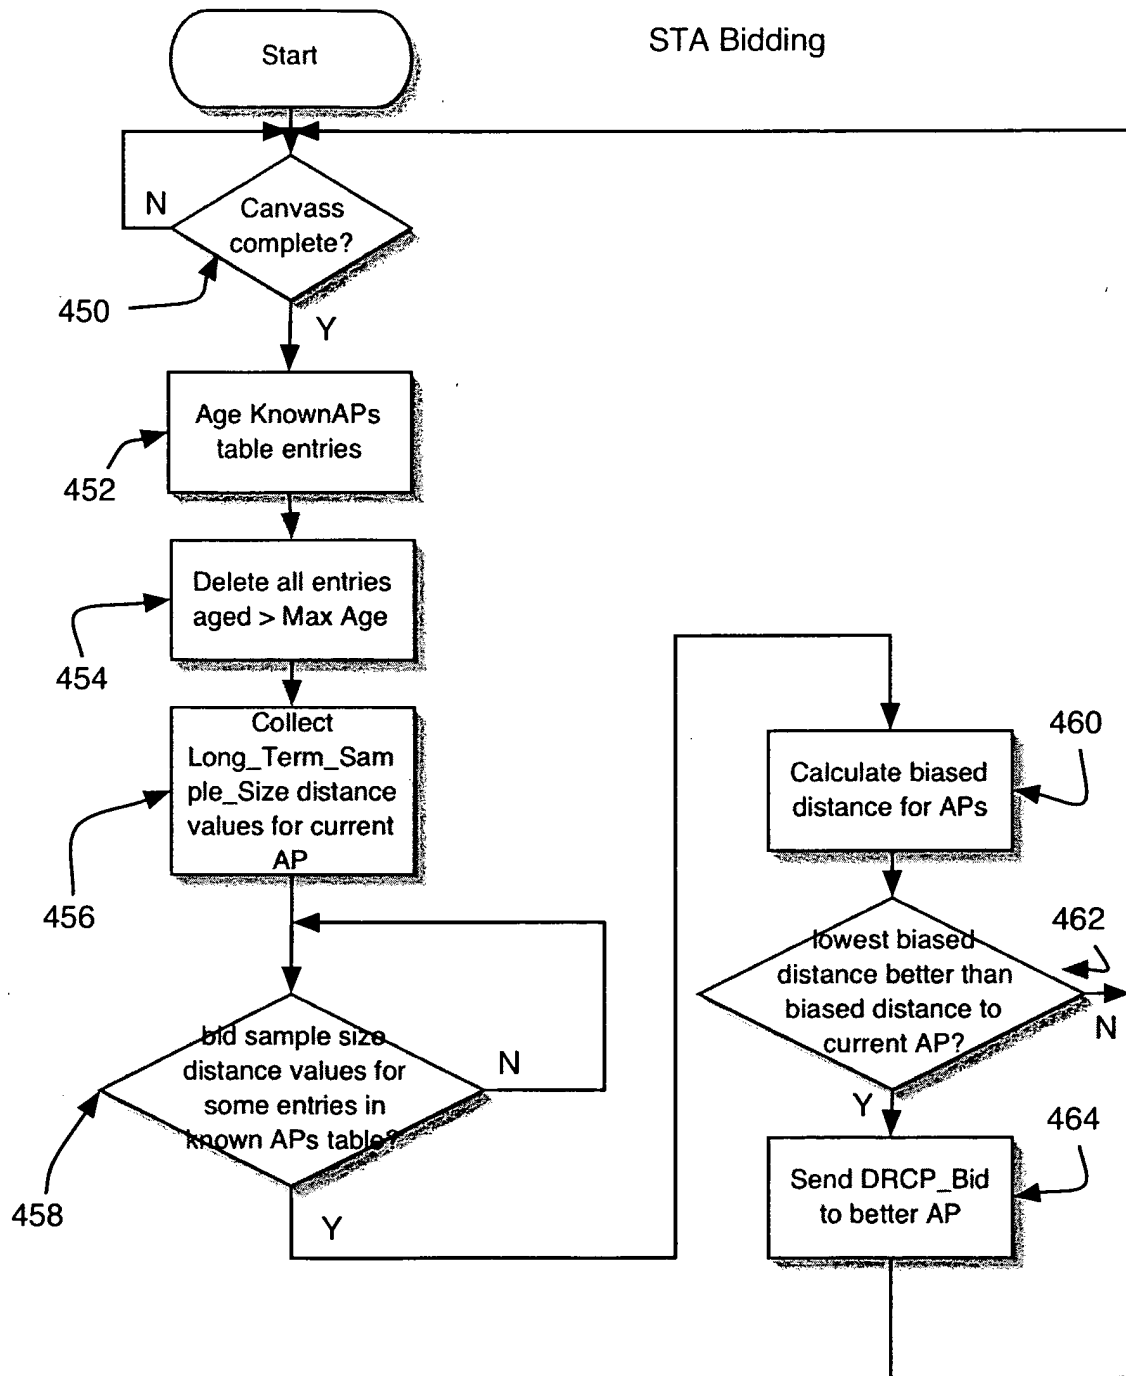 STA Bidding
Start
N
Canvass
complete?
450
Y
Age KnownAPs
table entries
452
Delete all entries
aged > Max Age
454
Collect
Long_Term_Sam
ple_Size distance
values for current
AP
456
bid sample size
distance values for
some entries in
known APs table?
N
458
Y
460
Calculate biased
distance for APs
462
lowest biased
distance better than
biased distance to
current AP?
N
Y
464
Send DRCP_Bid
to better AP